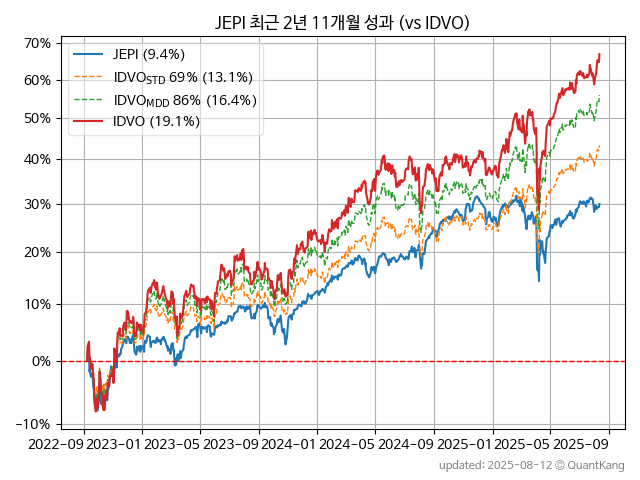 JEPI 최근 2년 11개월 성과 (vs IDVO)
70%
60%
50%
40%
30%
20%
10%
0%
−10%
JEPI (9.4%)
IDVO_STD 69% (13.1%)
IDVO_MDD 86% (16.4%)
IDVO (19.1%)
2022-09 2023-01 2023-05 2023-09 2024-01 2024-05 2024-09 2025-01 2025-05 2025-09
updated: 2025-08-12 © QuantKang